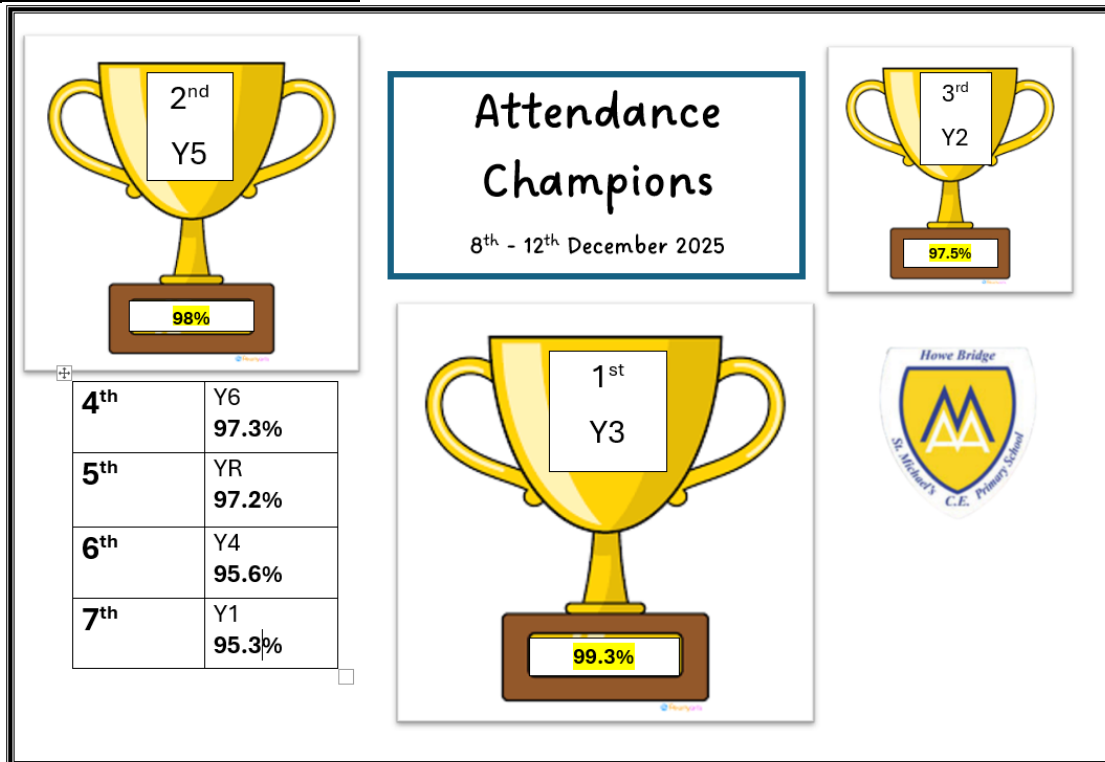 2nd
Y5
98%
Attendance
Champions
8th - 12th December 2025
3rd
Y2
97.5%
1st
Y3
99.3%
4th
Y6
97.3%
5th
YR
97.2%
6th
Y4
95.6%
7th
Y1
95.3%
Howe Bridge
St. Michael's C.E. Primary School